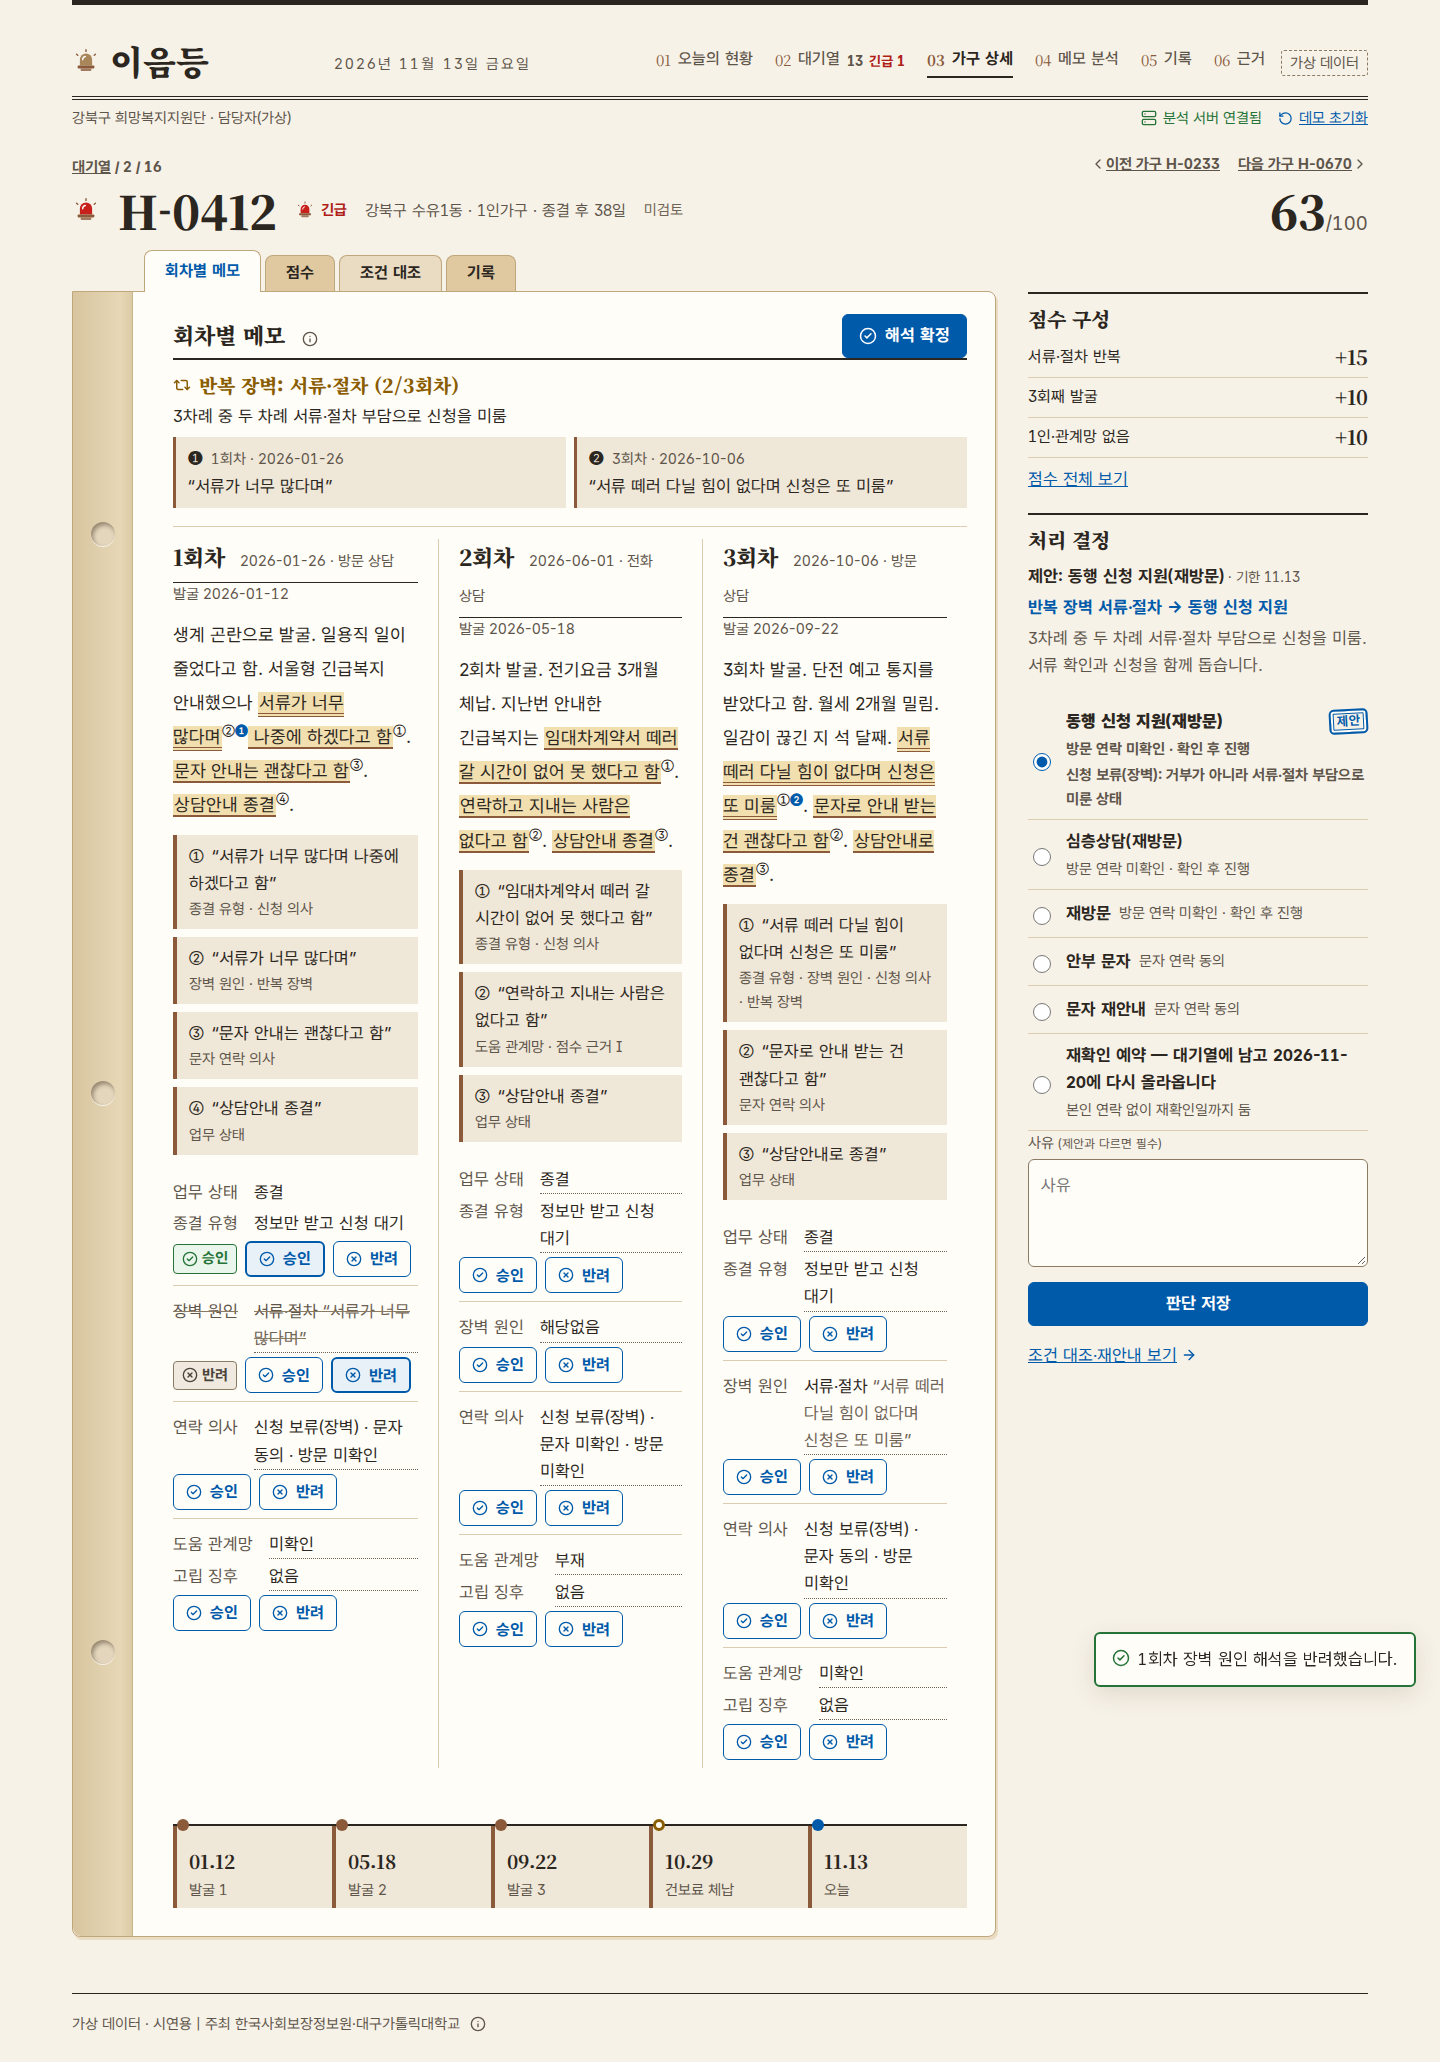 이음등
2026년 11월 13일 금요일
01 오늘의 현황
02 대기열 13 긴급 1
03 가구 상세
04 메모 분석
05 기록
06 근거
가상 데이터
강북구 희망복지지원단 · 담당자(가상)
분석 서버 연결됨
데모 초기화
대기열 / 2 / 16
이전 가구 H-0233
다음 가구 H-0670
H-0412
긴급
강북구 수유1동 · 1인가구 · 종결 후 38일
미검토
63/100
회차별 메모
점수
조건 대조
기록
회차별 메모
해석 확정
반복 장벽: 서류·절차 (2/3회차)
3차례 중 두 차례 서류·절차 부담으로 신청을 미룸
❶ 1회차 · 2026-01-26
“서류가 너무 많다며”
❷ 3회차 · 2026-10-06
“서류 떼러 다닐 힘이 없다며 신청은 또 미룸”
1회차 2026-01-26 · 방문 상담
발굴 2026-01-12
생계 곤란으로 발굴. 일용직 일이
줄었다고 함. 서울형 긴급복지
안내했으나 서류가 너무
많다며②❶ 나중에 하겠다고 함①.
문자 안내는 괜찮다고 함③.
상담안내 종결④.
① “서류가 너무 많다며 나중에
하겠다고 함”
종결 유형 · 신청 의사
② “서류가 너무 많다며”
장벽 원인 · 반복 장벽
③ “문자 안내는 괜찮다고 함”
문자 연락 의사
④ “상담안내 종결”
업무 상태
업무 상태 종결
종결 유형 정보만 받고 신청 대기
승인 승인 반려
장벽 원인 서류·절차 “서류가 너무
많다며”
반려 승인 반려
연락 의사 신청 보류(장벽) · 문자
동의 · 방문 미확인
승인 반려
도움 관계망 미확인
고립 징후 없음
승인 반려
2회차 2026-06-01 · 전화
상담
발굴 2026-05-18
2회차 발굴. 전기요금 3개월
체납. 지난번 안내한
긴급복지는 임대차계약서 떼러
갈 시간이 없어 못 했다고 함①.
연락하고 지내는 사람은
없다고 함②. 상담안내 종결③.
① “임대차계약서 떼러 갈
시간이 없어 못 했다고 함”
종결 유형 · 신청 의사
② “연락하고 지내는 사람은
없다고 함”
도움 관계망 · 점수 근거 I
③ “상담안내 종결”
업무 상태
업무 상태 종결
종결 유형 정보만 받고 신청
대기
승인 반려
장벽 원인 해당없음
승인 반려
연락 의사 신청 보류(장벽) ·
문자 미확인 · 방문
미확인
승인 반려
도움 관계망 부재
고립 징후 없음
승인 반려
3회차 2026-10-06 · 방문
상담
발굴 2026-09-22
3회차 발굴. 단전 예고 통지를
받았다고 함. 월세 2개월 밀림.
일감이 끊긴 지 석 달째. 서류
떼러 다닐 힘이 없다며 신청은
또 미룸①❷. 문자로 안내 받는
건 괜찮다고 함②. 상담안내로
종결③.
① “서류 떼러 다닐 힘이
없다며 신청은 또 미룸”
종결 유형 · 장벽 원인 · 신청 의사
· 반복 장벽
② “문자로 안내 받는 건
괜찮다고 함”
문자 연락 의사
③ “상담안내로 종결”
업무 상태
업무 상태 종결
종결 유형 정보만 받고 신청
대기
승인 반려
장벽 원인 서류·절차 “서류 떼러
다닐 힘이 없다며
신청은 또 미룸”
승인 반려
연락 의사 신청 보류(장벽) ·
문자 동의 · 방문
미확인
승인 반려
도움 관계망 미확인
고립 징후 없음
승인 반려
01.12
발굴 1
05.18
발굴 2
09.22
발굴 3
10.29
건보료 체납
11.13
오늘
점수 구성
서류·절차 반복 +15
3회째 발굴 +10
1인·관계망 없음 +10
점수 전체 보기
처리 결정
제안: 동행 신청 지원(재방문) · 기한 11.13
반복 장벽 서류·절차 → 동행 신청 지원
3차례 중 두 차례 서류·절차 부담으로 신청을 미룸.
서류 확인과 신청을 함께 돕습니다.
동행 신청 지원(재방문) 제안
방문 연락 미확인 · 확인 후 진행
신청 보류(장벽): 거부가 아니라 서류·절차 부담으로
미룬 상태
심층상담(재방문)
방문 연락 미확인 · 확인 후 진행
재방문 방문 연락 미확인 · 확인 후 진행
안부 문자 문자 연락 동의
문자 재안내 문자 연락 동의
재확인 예약 — 대기열에 남고 2026-11-
20에 다시 올라옵니다
본인 연락 없이 재확인일까지 둠
사유 (제안과 다르면 필수)
사유
판단 저장
조건 대조·재안내 보기 →
1회차 장벽 원인 해석을 반려했습니다.
가상 데이터 · 시연용 | 주최 한국사회보장정보원·대구가톨릭대학교